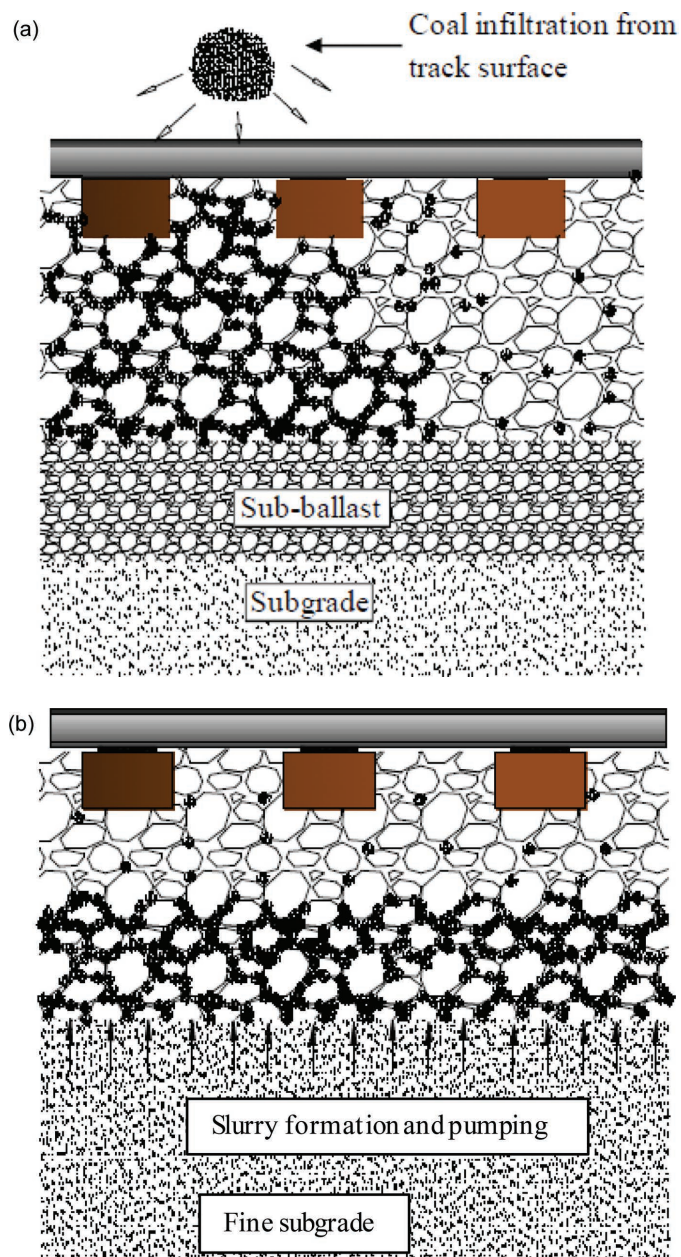 (a)
Coal infiltration from
track surface
Sub-ballast
Subgrade
(b)
Slurry formation and pumping
Fine subgrade